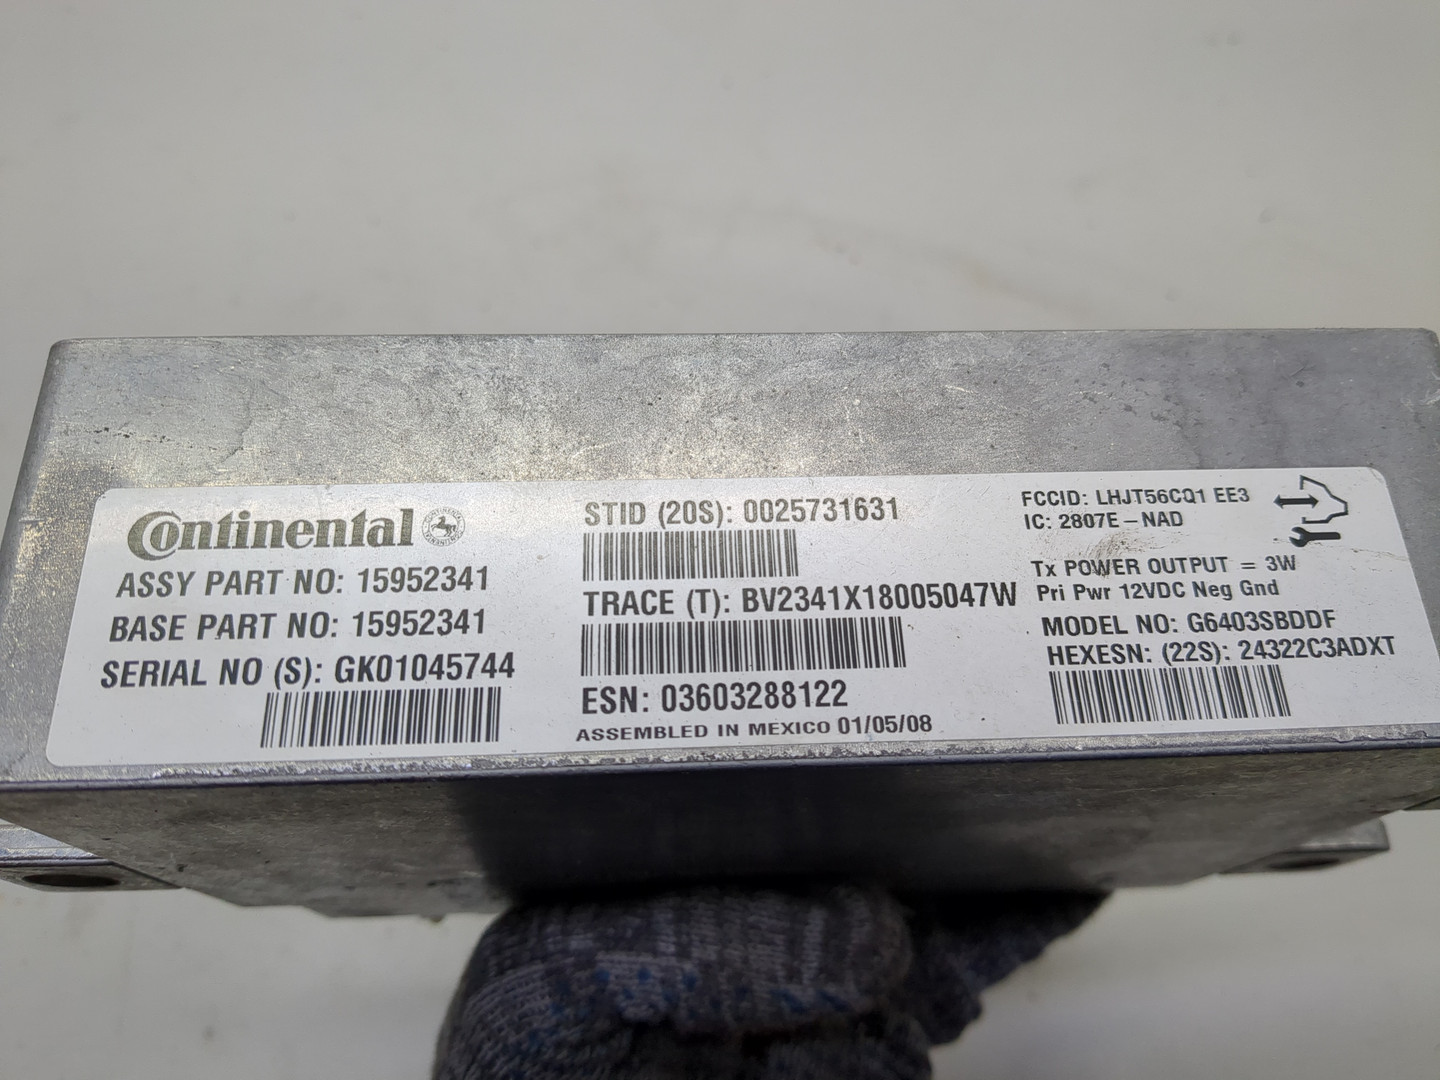 Continental
ASSY PART NO: 15952341
BASE PART NO: 15952341
SERIAL NO (S): GK01045744
STID (20S): 0025731631
TRACE (T): BV2341X18005047W
ESN: 03603288122
ASSEMBLED IN MEXICO 01/05/08
FCCID: LHJT56CQ1 EE3
IC: 2807E – NAD
Tx POWER OUTPUT = 3W
Pri Pwr 12VDC Neg Gnd
MODEL NO: G6403SBDDF
HEXESN: (22S): 24322C3ADXT